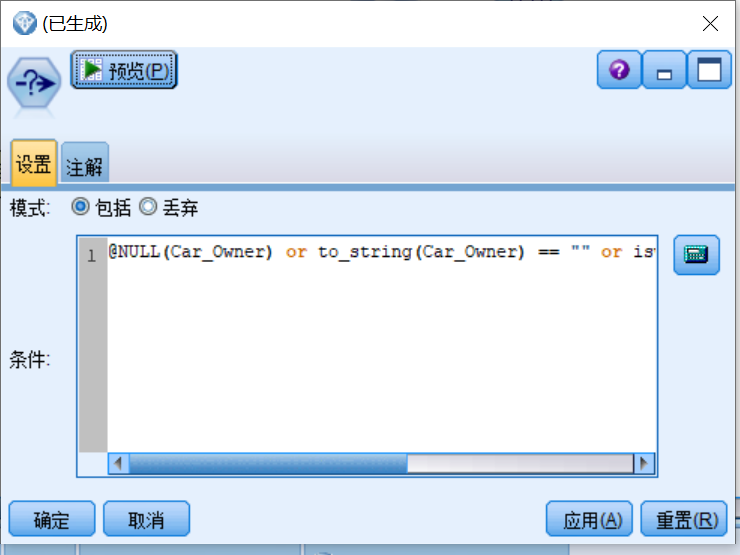 (已生成)
预览(P)
设置 注解
模式: 包括 丢弃
1 @NULL(Car_Owner) or to_string(Car_Owner) == "" or is
条件:
确定 取消 应用(A) 重置(R)